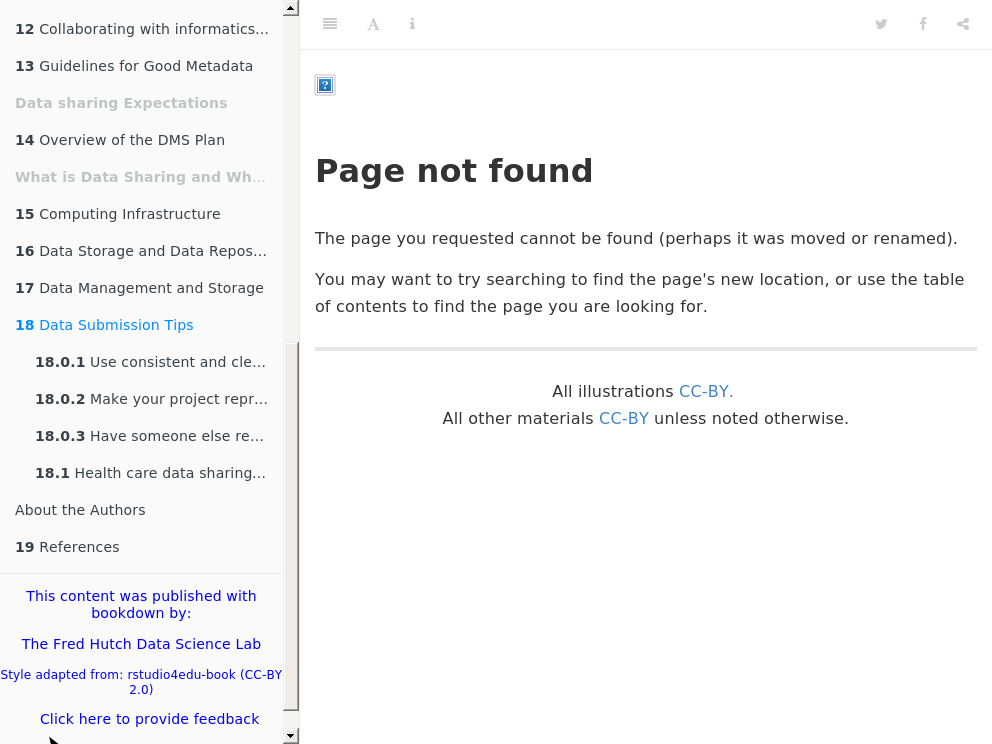 12 Collaborating with informatics...
13 Guidelines for Good Metadata
Data sharing Expectations
14 Overview of the DMS Plan
What is Data Sharing and Wh...
15 Computing Infrastructure
16 Data Storage and Data Repos...
17 Data Management and Storage
18 Data Submission Tips
18.0.1 Use consistent and cle...
18.0.2 Make your project repr...
18.0.3 Have someone else re...
18.1 Health care data sharing...
About the Authors
19 References
This content was published with
bookdown by:
The Fred Hutch Data Science Lab
Style adapted from: rstudio4edu-book (CC-BY
2.0)
Click here to provide feedback
Page not found
The page you requested cannot be found (perhaps it was moved or renamed).
You may want to try searching to find the page's new location, or use the table
of contents to find the page you are looking for.
All illustrations CC-BY.
All other materials CC-BY unless noted otherwise.